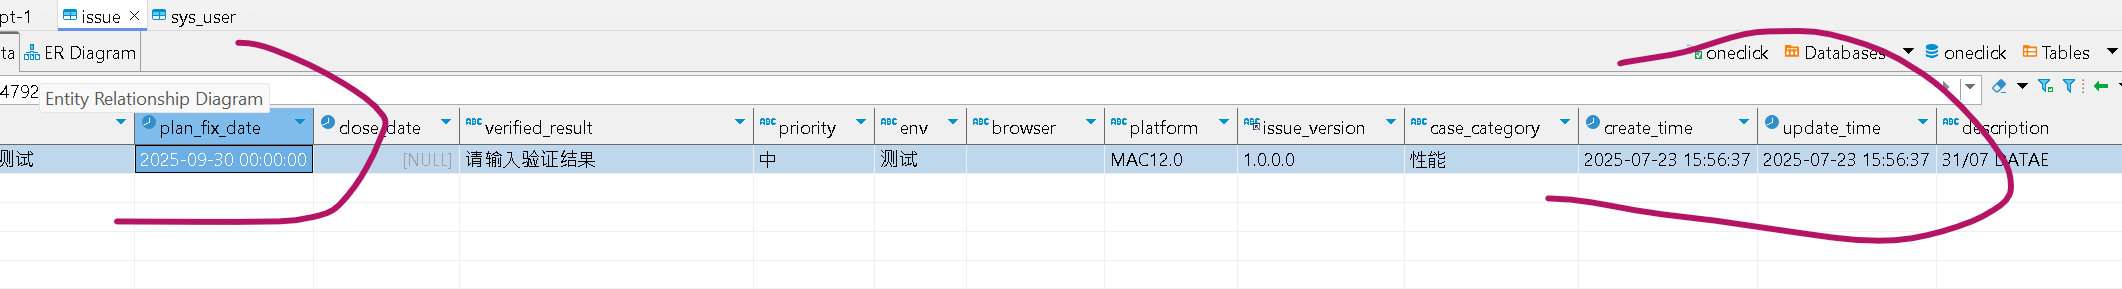 pt-1 issue sys_user
ta ER Diagram oneclick Databases oneclick Tables
4792 Entity Relationship Diagram
plan_fix_date close_date verified_result priority env browser platform issue_version case_category create_time update_time description
测试 2025-09-30 00:00:00 [NULL] 请输入验证结果 中 测试 MAC12.0 1.0.0.0 性能 2025-07-23 15:56:37 2025-07-23 15:56:37 31/07 DATAE